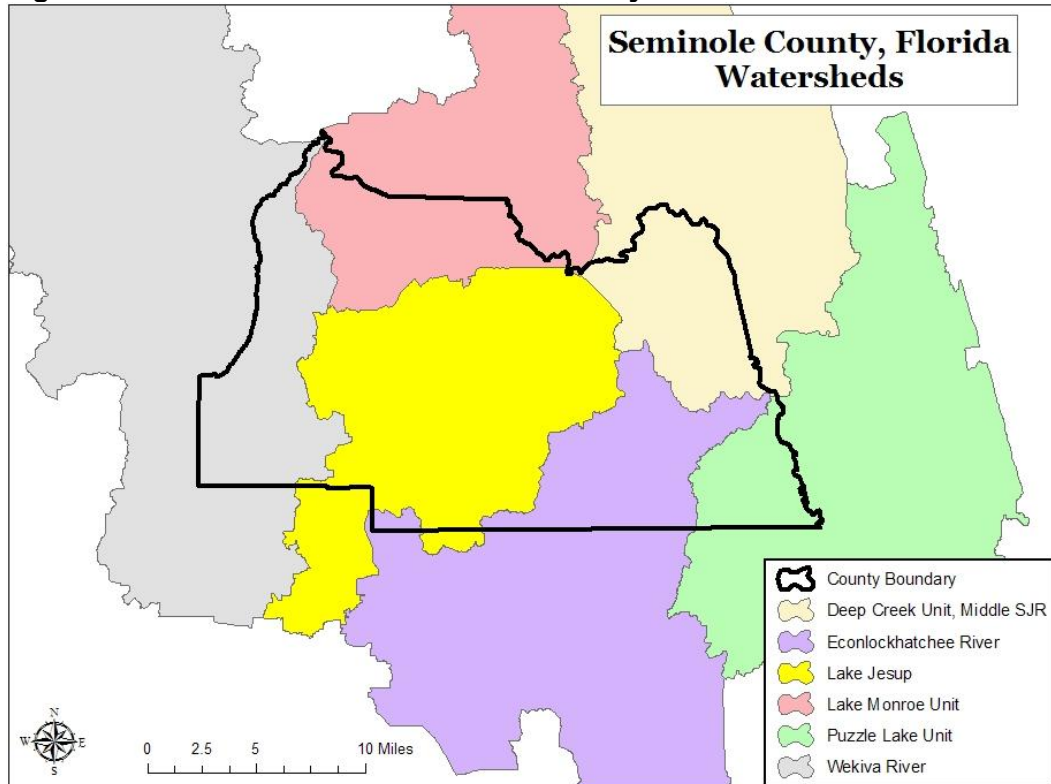 Seminole County, Florida
Watersheds
County Boundary
Deep Creek Unit, Middle SJR
Econlockhatchee River
Lake Jesup
Lake Monroe Unit
Puzzle Lake Unit
Wekiva River
N
W E
S
0 2.5 5 10 Miles